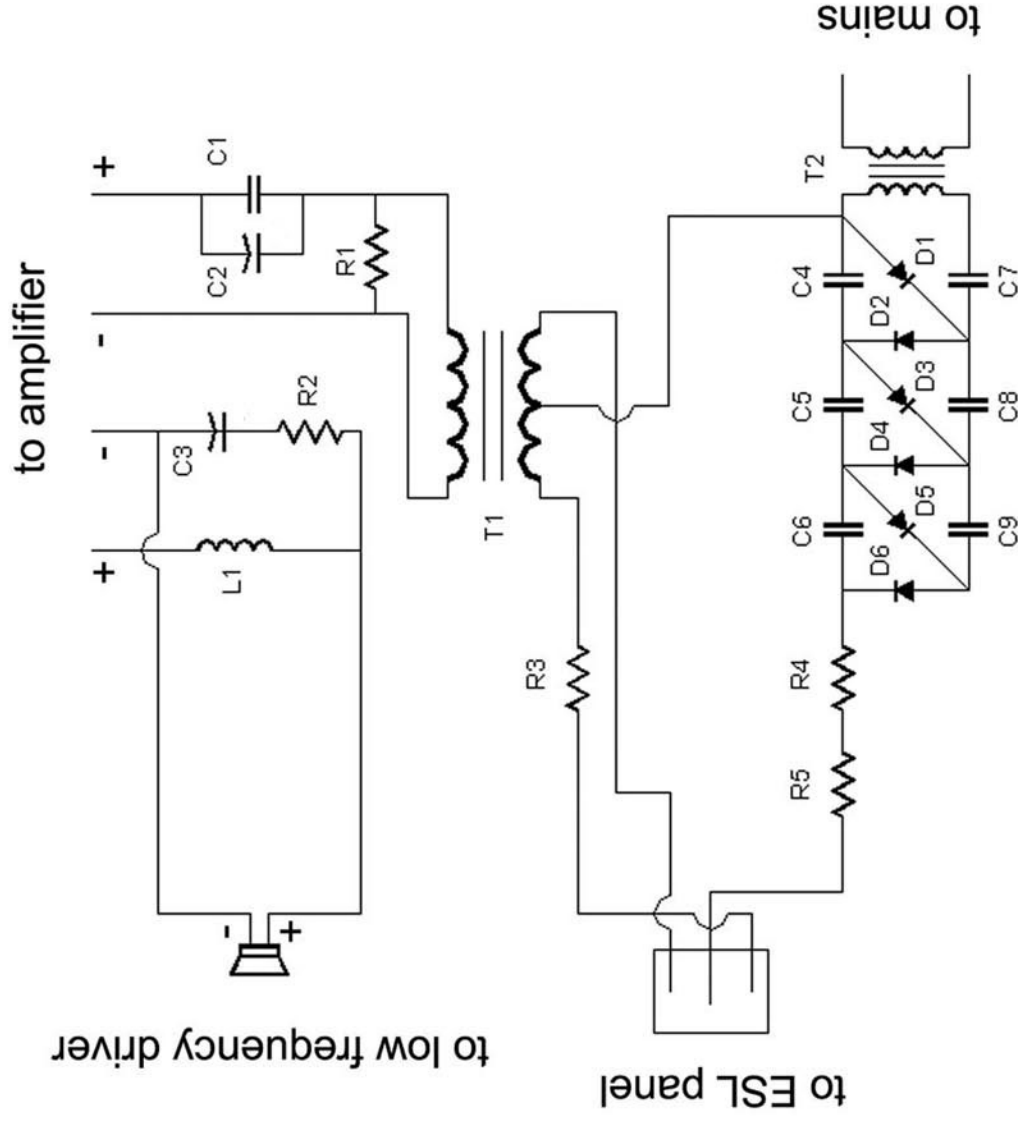 to amplifier
+
-
-
+
C1
C2
R1
C3
R2
L1
-
+
to low frequency driver
T1
R3
to ESL panel
to mains
T2
C4
D1
C7
D2
C5
D3
C8
D4
C6
D5
C9
D6
R4
R5